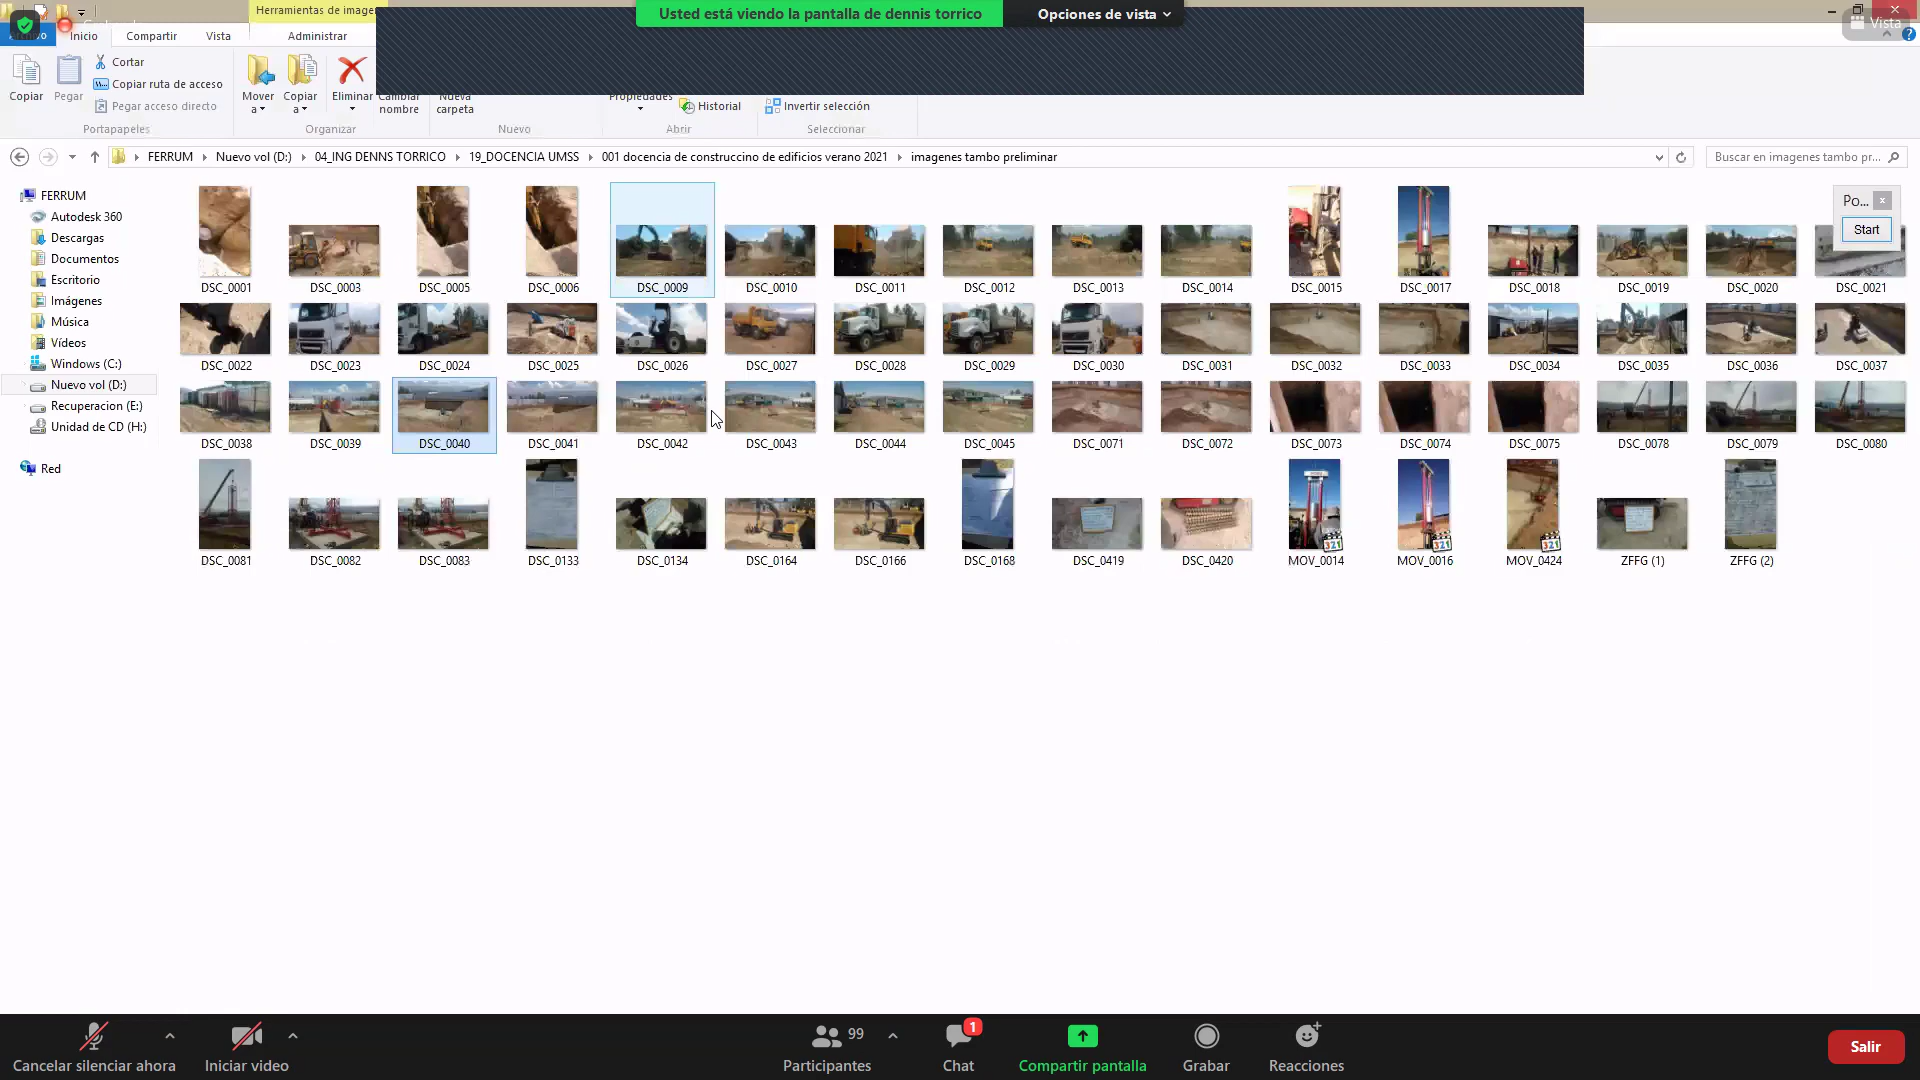 Herramientas de imagen
Usted está viendo la pantalla de dennis torrico
Opciones de vista
Vista
Inicio
Compartir
Vista
Administrar
Copiar
Pegar
Cortar
Copiar ruta de acceso
Pegar acceso directo
Portapapeles
Mover a
Copiar a
Eliminar
Cambiar nombre
Organizar
Nueva carpeta
Nuevo
Propiedades
Historial
Abrir
Invertir selección
Seleccionar
FERRUM
Nuevo vol (D:)
04_ING DENNS TORRICO
19_DOCENCIA UMSS
001 docencia de construccino de edificios verano 2021
imagenes tambo preliminar
Buscar en imagenes tambo pr...
FERRUM
Autodesk 360
Descargas
Documentos
Escritorio
Imágenes
Música
Vídeos
Windows (C:)
Nuevo vol (D:)
Recuperacion (E:)
Unidad de CD (H:)
Red
Po...
Start
DSC_0001 DSC_0003 DSC_0005 DSC_0006 DSC_0009 DSC_0010 DSC_0011 DSC_0012 DSC_0013 DSC_0014 DSC_0015 DSC_0017 DSC_0018 DSC_0019 DSC_0020 DSC_0021
DSC_0022 DSC_0023 DSC_0024 DSC_0025 DSC_0026 DSC_0027 DSC_0028 DSC_0029 DSC_0030 DSC_0031 DSC_0032 DSC_0033 DSC_0034 DSC_0035 DSC_0036 DSC_0037
DSC_0038 DSC_0039 DSC_0040 DSC_0041 DSC_0042 DSC_0043 DSC_0044 DSC_0045 DSC_0071 DSC_0072 DSC_0073 DSC_0074 DSC_0075 DSC_0078 DSC_0079 DSC_0080
DSC_0081 DSC_0082 DSC_0083 DSC_0133 DSC_0134 DSC_0164 DSC_0166 DSC_0168 DSC_0419 DSC_0420 MOV_0014 MOV_0016 MOV_0424 ZFFG (1) ZFFG (2)
Cancelar silenciar ahora
Iniciar video
99
Participantes
1
Chat
Compartir pantalla
Grabar
Reacciones
Salir